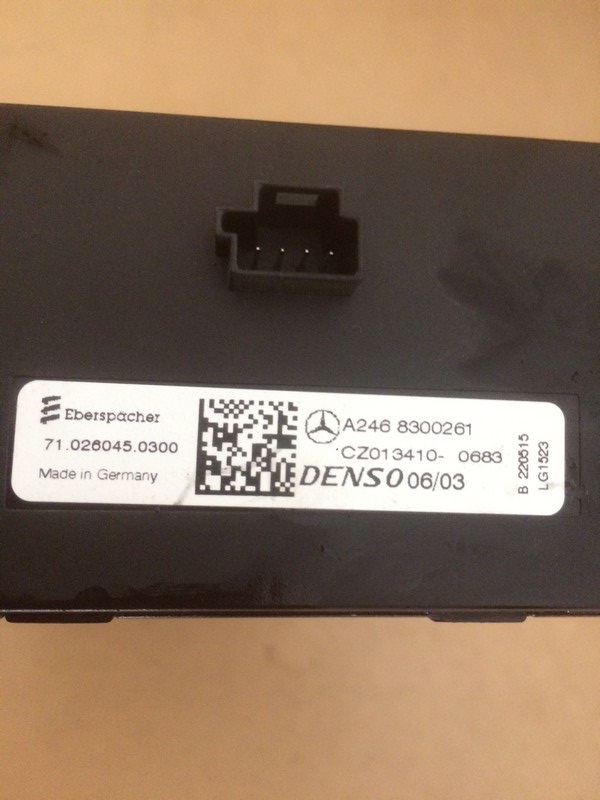 Eberspächer
71.026045.0300
Made in Germany
A246 8300261
CZ013410- 0683
DENSO 06/03
B 220515
LG1523